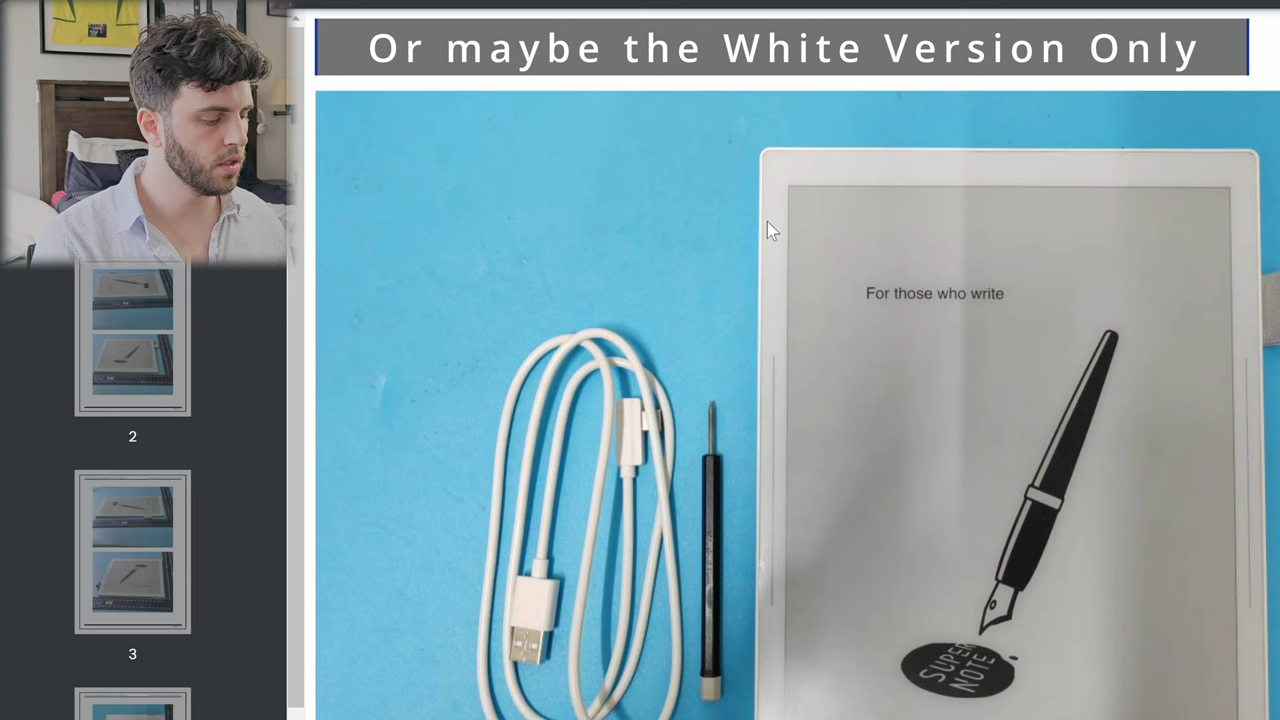 Or maybe the White Version Only
For those who write
SUPER
NOTE
2
3